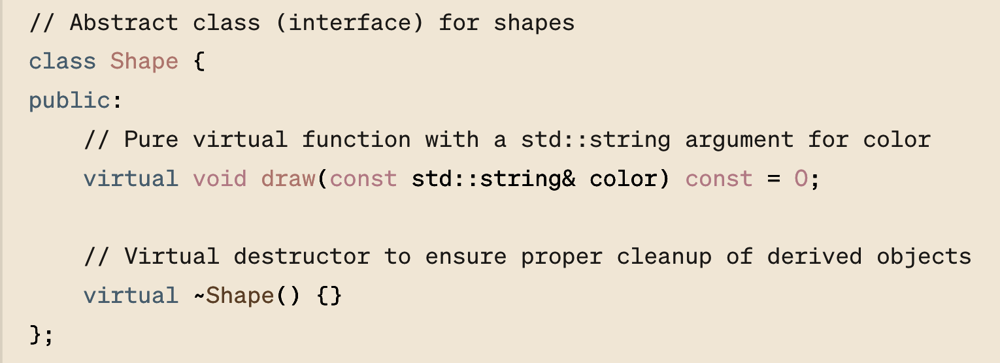 // Abstract class (interface) for shapes
class Shape {
public:
    // Pure virtual function with a std::string argument for color
    virtual void draw(const std::string& color) const = 0;

    // Virtual destructor to ensure proper cleanup of derived objects
    virtual ~Shape() {}
};